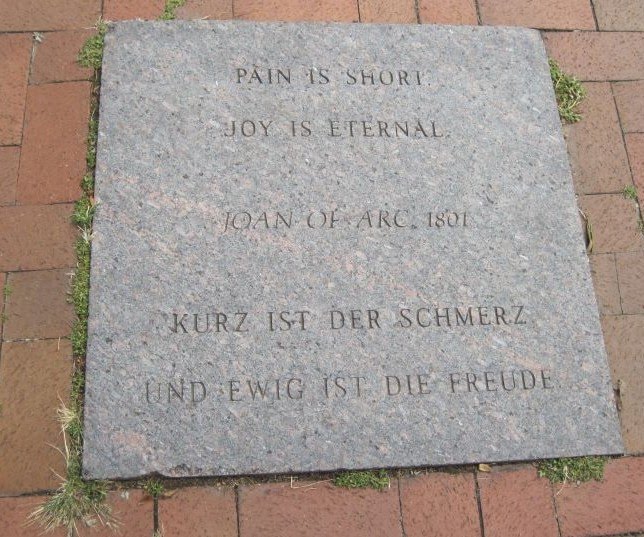 PAIN IS SHORT.
JOY IS ETERNAL.
JOAN OF ARC, 1801
KURZ IST DER SCHMERZ
UND EWIG IST DIE FREUDE